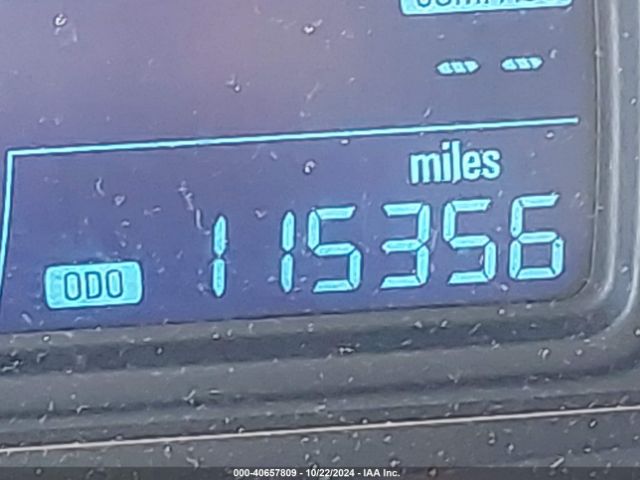 -- --
miles
ODO 115356
000-40657809 - 10/22/2024 - IAA Inc.